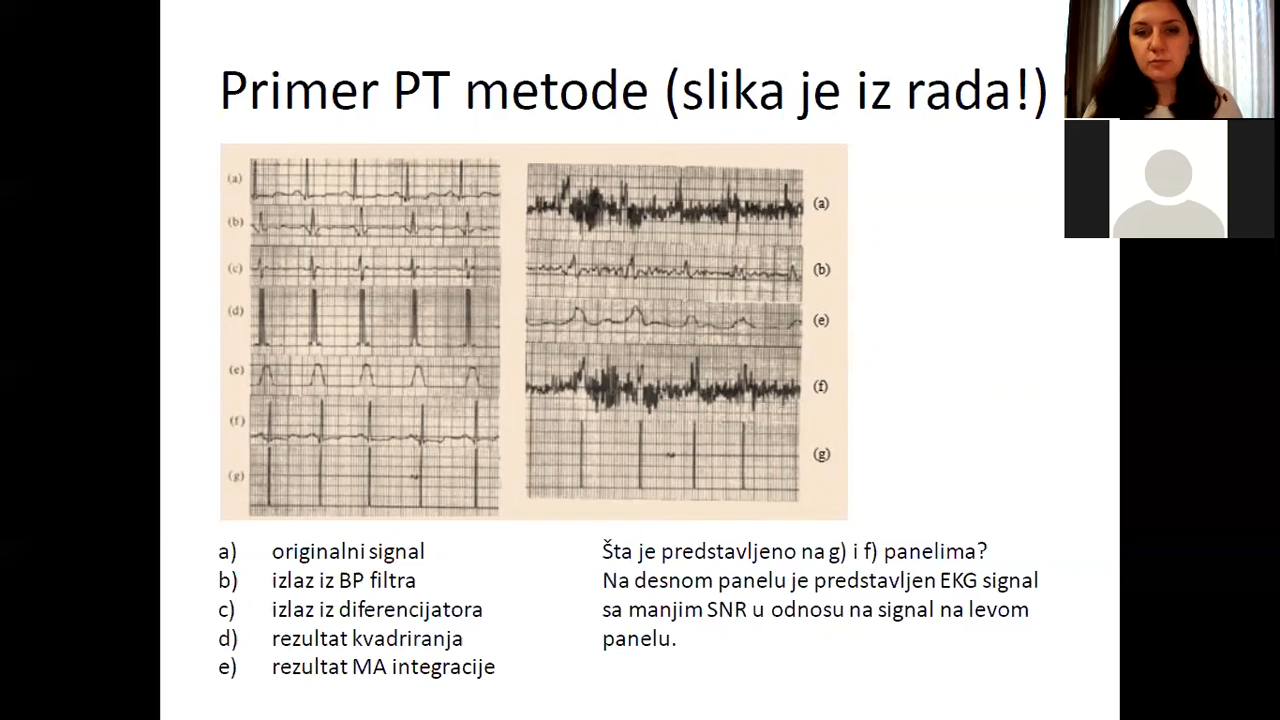 Primer PT metode (slika je iz rada!)
(a)
(b)
(c)
(d)
(e)
(f)
(g)
(a)
(b)
(e)
(f)
(g)
a) originalni signal
b) izlaz iz BP filtra
c) izlaz iz diferencijatora
d) rezultat kvadriranja
e) rezultat MA integracije
Šta je predstavljeno na g) i f) panelima?
Na desnom panelu je predstavljen EKG signal
sa manjim SNR u odnosu na signal na levom
panelu.